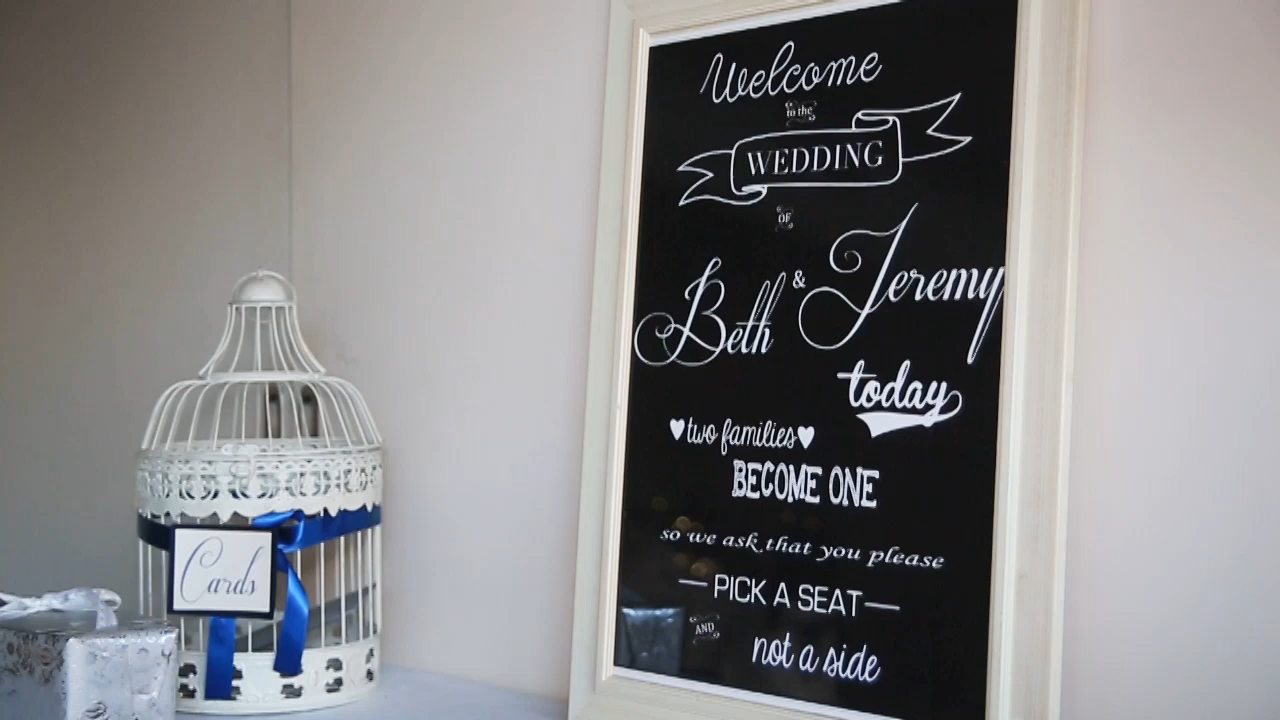 Welcome
to the
WEDDING
OF
Beth & Jeremy
today
two families
BECOME ONE
so we ask that you please
PICK A SEAT
AND
not a side
Cards